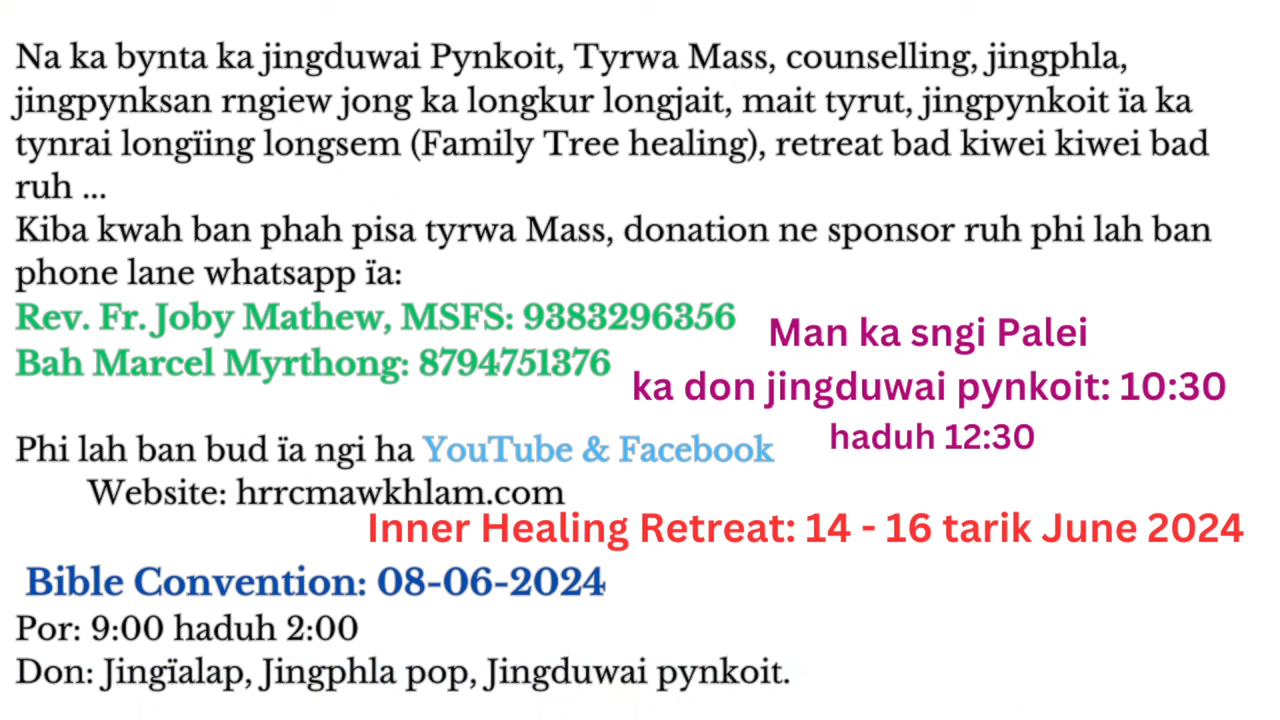 Na ka bynta ka jingduwai Pynkoit, Tyrwa Mass, counselling, jingphla,
jingpynksan rngiew jong ka longkur longjait, mait tyrut, jingpynkoit ïa ka
tynrai longïing longsem (Family Tree healing), retreat bad kiwei kiwei bad
ruh ...
Kiba kwah ban phah pisa tyrwa Mass, donation ne sponsor ruh phi lah ban
phone lane whatsapp ïa:
Rev. Fr. Joby Mathew, MSFS: 9383296356
Bah Marcel Myrthong: 8794751376
Man ka sngi Palei
ka don jingduwai pynkoit: 10:30
haduh 12:30
Phi lah ban bud ïa ngi ha YouTube & Facebook
Website: hrrcmawkhlam.com
Inner Healing Retreat: 14 - 16 tarik June 2024
Bible Convention: 08-06-2024
Por: 9:00 haduh 2:00
Don: Jingïalap, Jingphla pop, Jingduwai pynkoit.